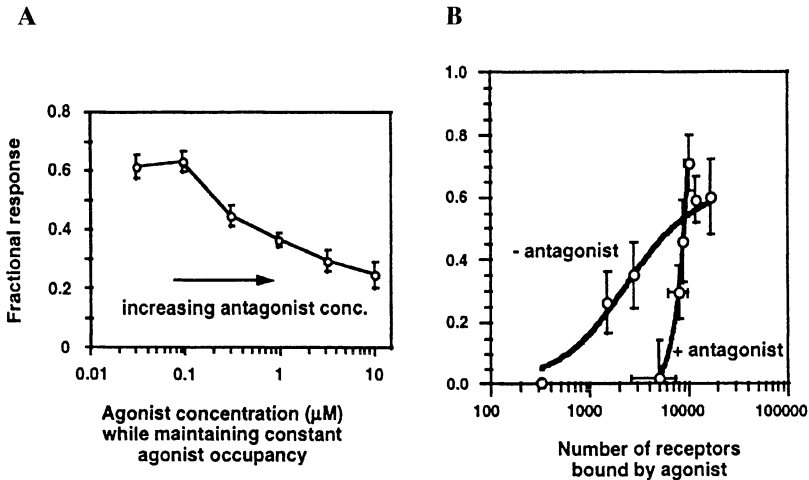 A
Fractional response
0.8
0.6
0.4
0.2
0
increasing antagonist conc.
0.01
0.1
1
10
Agonist concentration (μM)
while maintaining constant
agonist occupancy
B
1.0
0.8
0.6
0.4
0.2
0.0
- antagonist
+ antagonist
100
1000
10000
100000
Number of receptors
bound by agonist